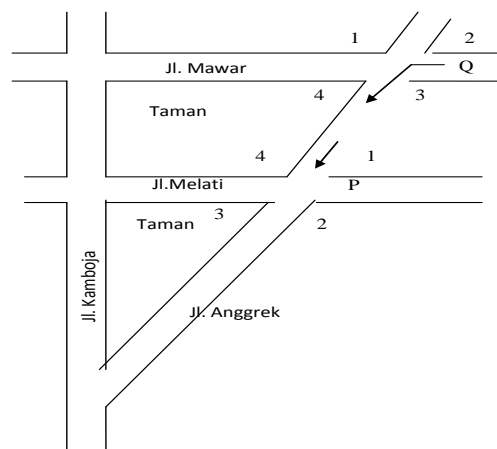 1
2
Jl. Mawar
Q
Taman
4
3
4
1
Jl.Melati
P
3
Taman
2
Jl. Kamboja
Jl. Anggrek